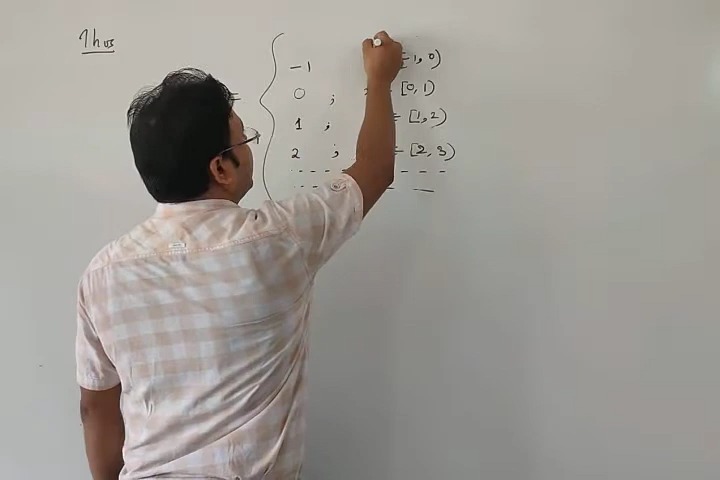 Thus
-1 -1, 0)
0 ; [0, 1)
1 ; ∈ [1, 2)
2 ; ∈ [2, 3)
- - - - - - -
- - — —